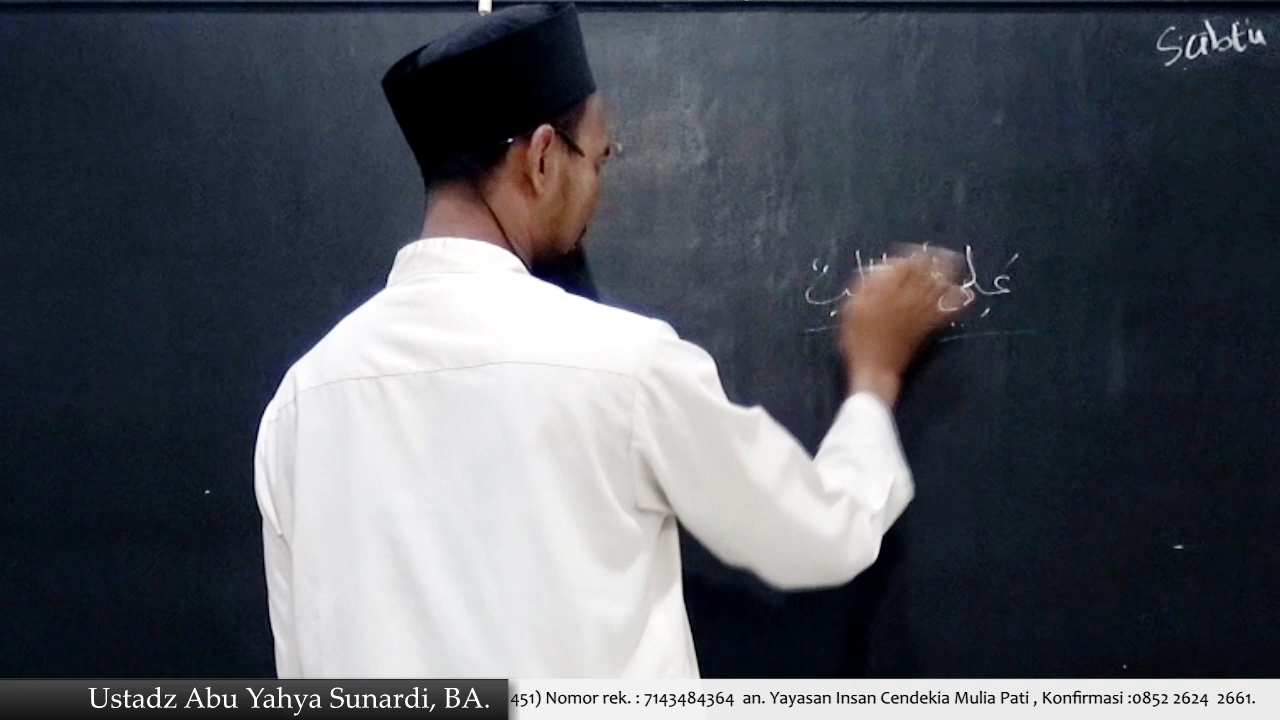 Sabtu
Ustadz Abu Yahya Sunardi, BA.
451) Nomor rek. : 7143484364 an. Yayasan Insan Cendekia Mulia Pati , Konfirmasi :0852 2624 2661.